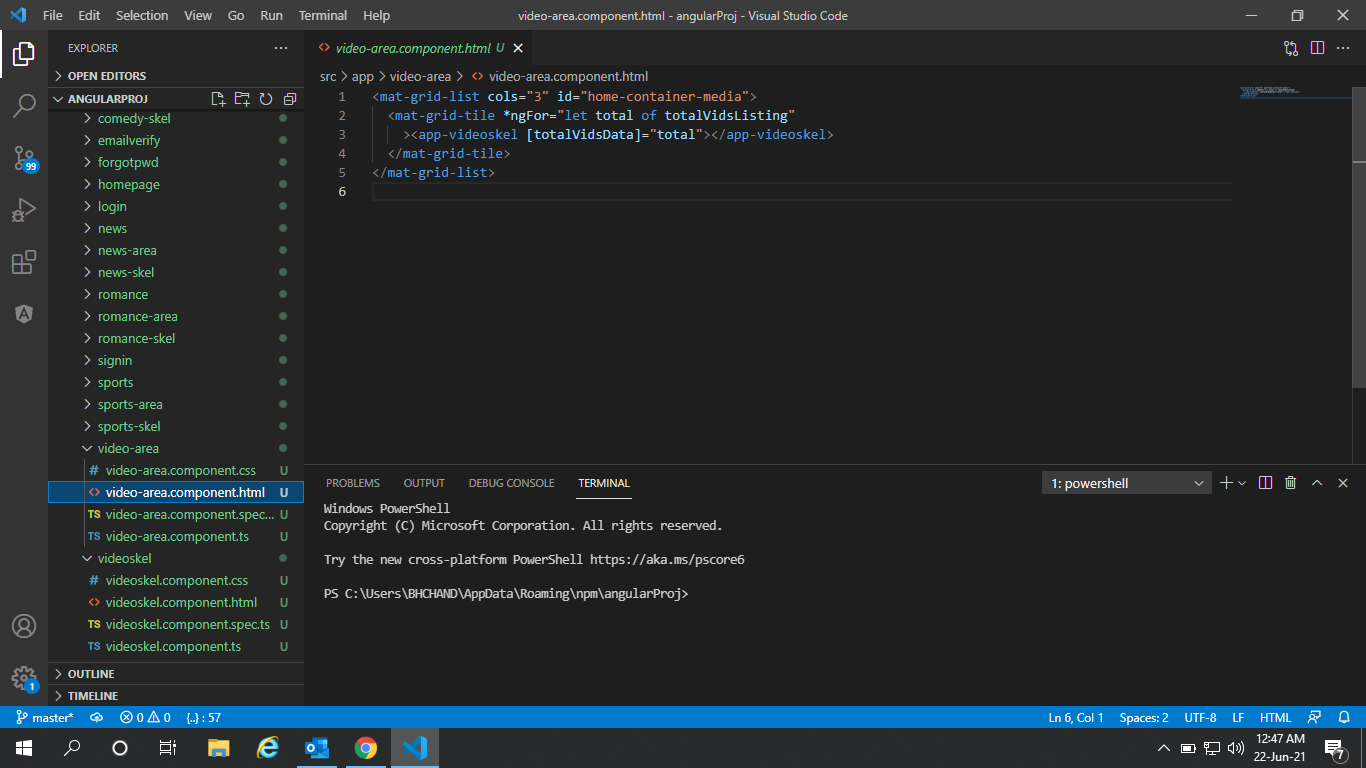 File Edit Selection View Go Run Terminal Help video-area.component.html - angularProj - Visual Studio Code
EXPLORER
OPEN EDITORS
ANGULARPROJ
comedy-skel
emailverify
forgotpwd
homepage
login
news
news-area
news-skel
romance
romance-area
romance-skel
signin
sports
sports-area
sports-skel
video-area
# video-area.component.css U
<> video-area.component.html U
TS video-area.component.spec... U
TS video-area.component.ts U
videoskel
# videoskel.component.css U
<> videoskel.component.html U
TS videoskel.component.spec.ts U
TS videoskel.component.ts U
OUTLINE
TIMELINE
99
1
<> video-area.component.html U
src > app > video-area > <> video-area.component.html
1 <mat-grid-list cols="3" id="home-container-media">
2 <mat-grid-tile *ngFor="let total of totalVidsListing"
3 ><app-videoskel [totalVidsData]="total"></app-videoskel>
4 </mat-grid-tile>
5 </mat-grid-list>
6
PROBLEMS OUTPUT DEBUG CONSOLE TERMINAL 1: powershell
Windows PowerShell
Copyright (C) Microsoft Corporation. All rights reserved.
Try the new cross-platform PowerShell https://aka.ms/pscore6
PS C:\Users\BHCHAND\AppData\Roaming\npm\angularProj>
master* 0 0 {..} : 57 Ln 6, Col 1 Spaces: 2 UTF-8 LF HTML
12:47 AM
22-Jun-21
7